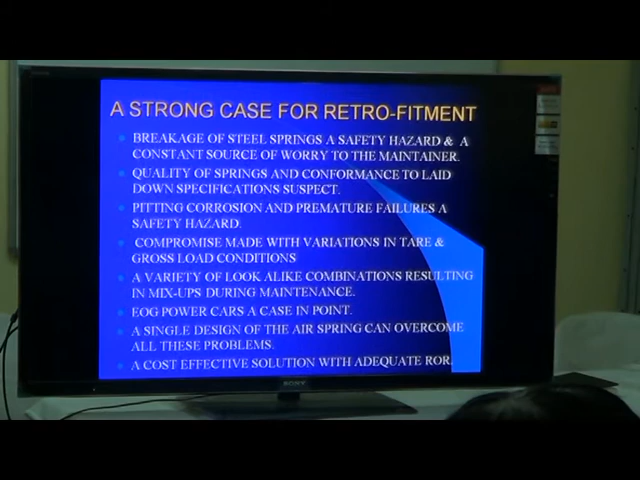 A STRONG CASE FOR RETRO-FITMENT
BREAKAGE OF STEEL SPRINGS A SAFETY HAZARD & A
CONSTANT SOURCE OF WORRY TO THE MAINTAINER.
QUALITY OF SPRINGS AND CONFORMANCE TO LAID
DOWN SPECIFICATIONS SUSPECT.
PITTING CORROSION AND PREMATURE FAILURES A
SAFETY HAZARD.
COMPROMISE MADE WITH VARIATIONS IN TARE &
GROSS LOAD CONDITIONS
A VARIETY OF LOOK ALIKE COMBINATIONS RESULTING
IN MIX-UPS DURING MAINTENANCE.
EOG POWER CARS A CASE IN POINT.
A SINGLE DESIGN OF THE AIR SPRING CAN OVERCOME
ALL THESE PROBLEMS.
A COST EFFECTIVE SOLUTION WITH ADEQUATE ROR.
SONY